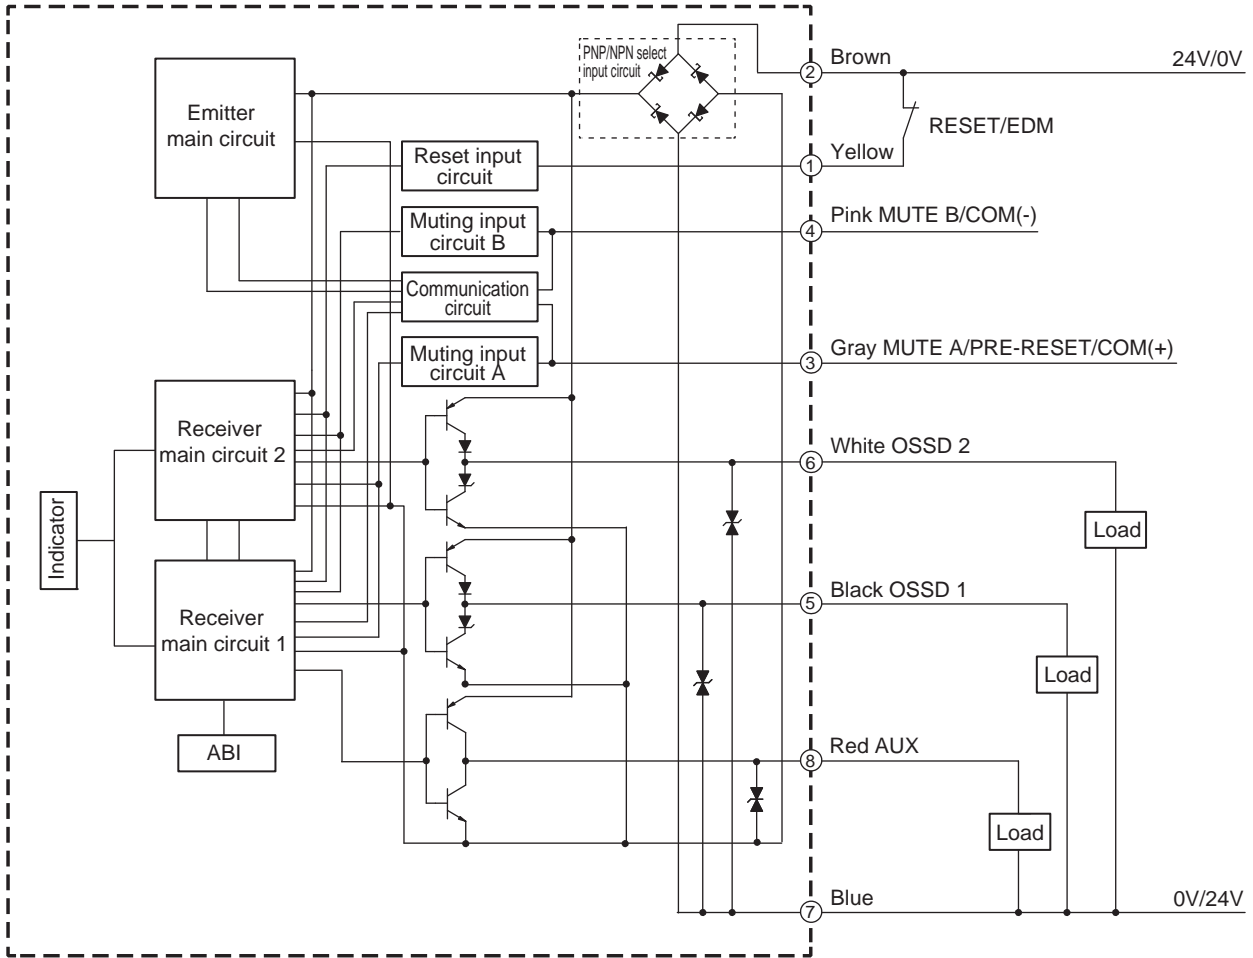 PNP/NPN select
input circuit
2
Brown
24V/0V
Emitter
main circuit
RESET/EDM
Reset input
circuit
1
Yellow
Muting input
circuit B
4
Pink MUTE B/COM(-)
Communication
circuit
Muting input
circuit A
3
Gray MUTE A/PRE-RESET/COM(+)
Receiver
main circuit 2
6
White OSSD 2
Load
Indicator
Receiver
main circuit 1
5
Black OSSD 1
Load
ABI
8
Red AUX
Load
7
Blue
0V/24V